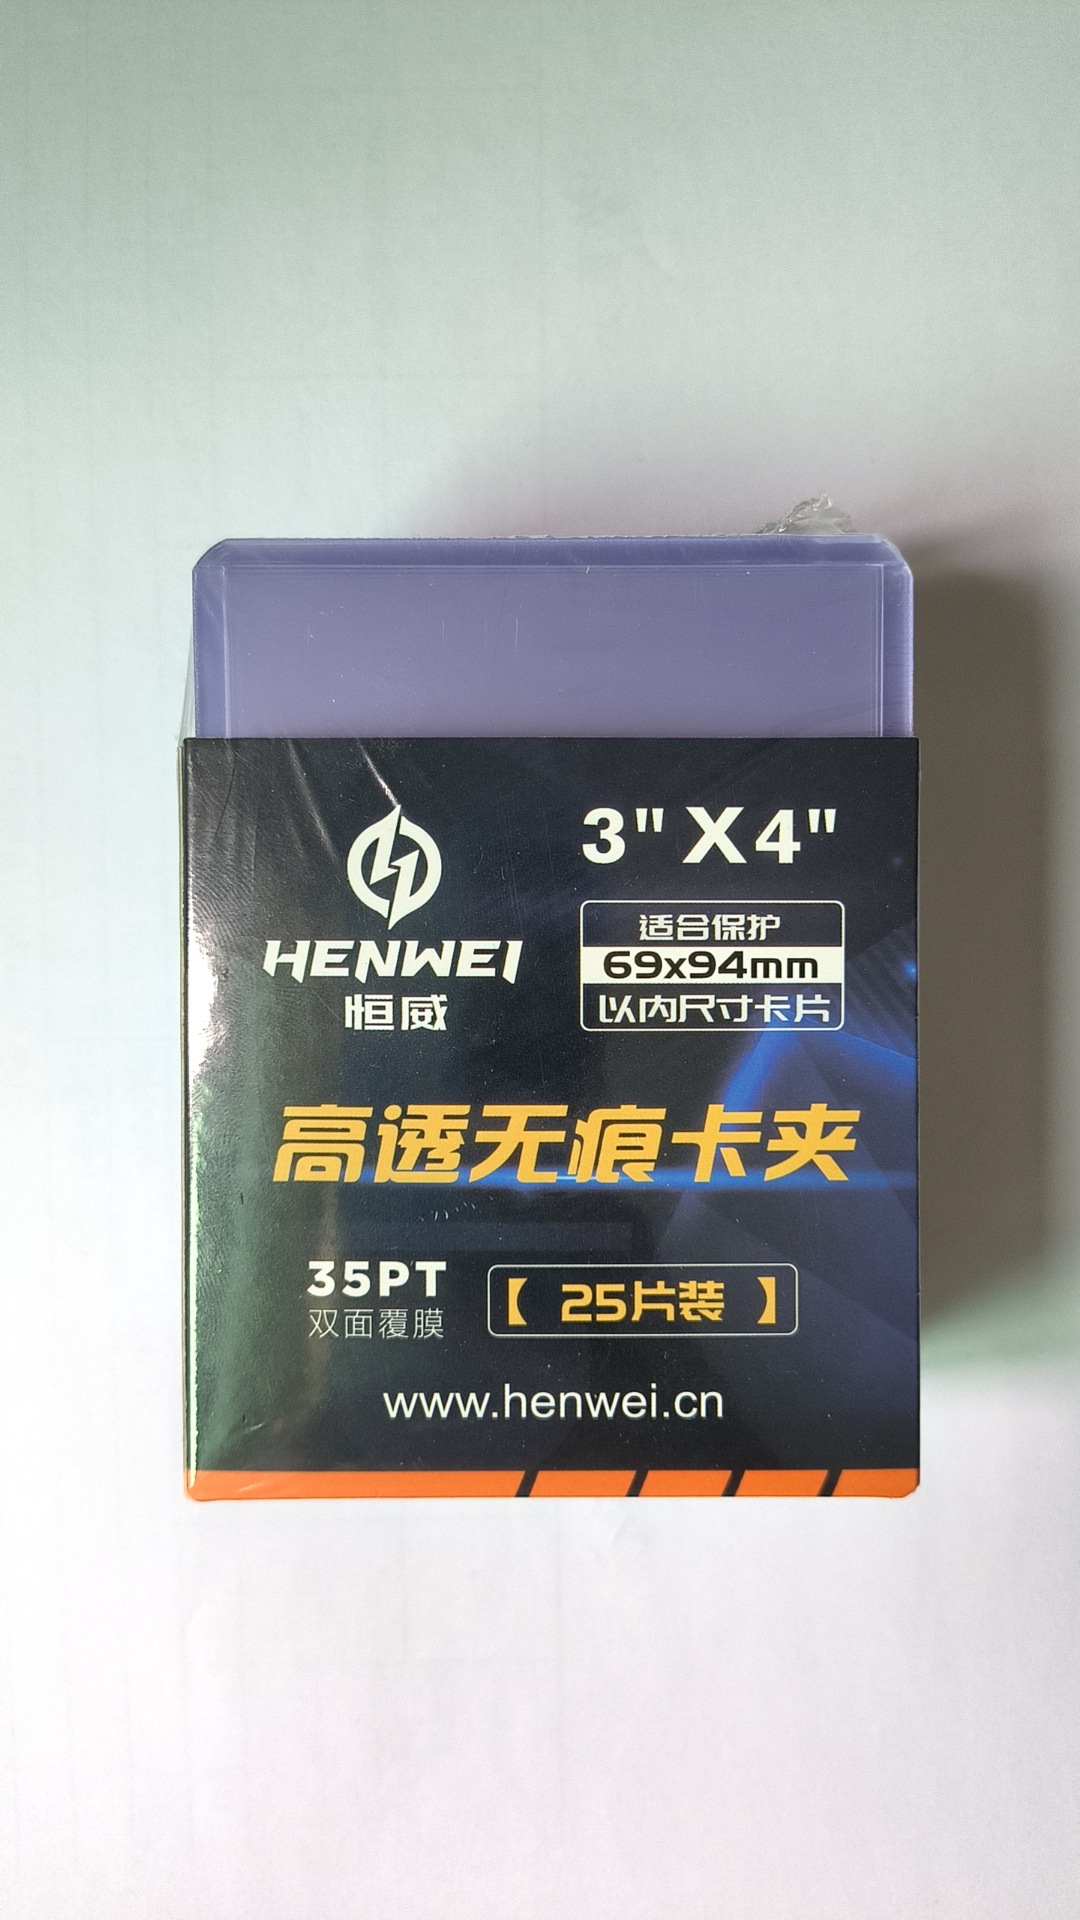 HENWEI
恒威
3" X 4"
适合保护
69x94mm
以内尺寸卡片
高透无痕卡夹
35PT
双面覆膜
【 25片装 】
www.henwei.cn